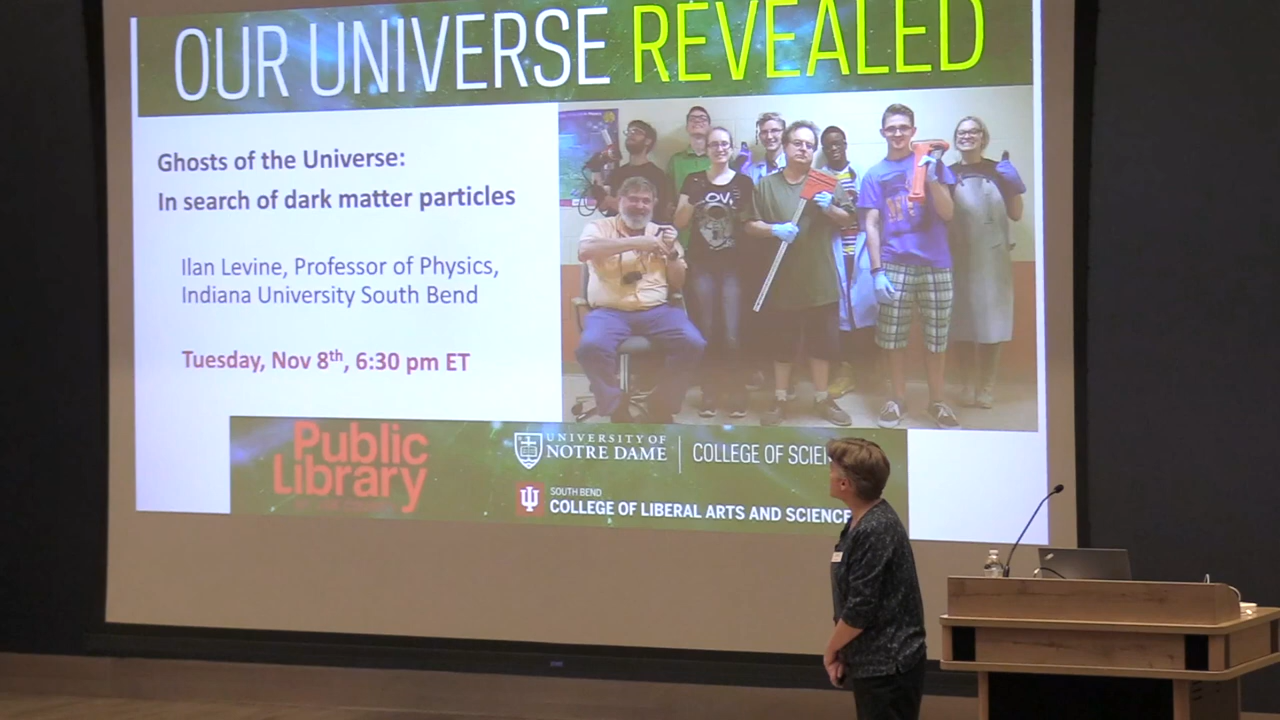 OUR UNIVERSE REVEALED
Ghosts of the Universe:
In search of dark matter particles
Ilan Levine, Professor of Physics,
Indiana University South Bend
Tuesday, Nov 8th, 6:30 pm ET
Public
Library
UNIVERSITY OF
NOTRE DAME
COLLEGE OF SCIEN
SOUTH BEND
COLLEGE OF LIBERAL ARTS AND SCIENCE